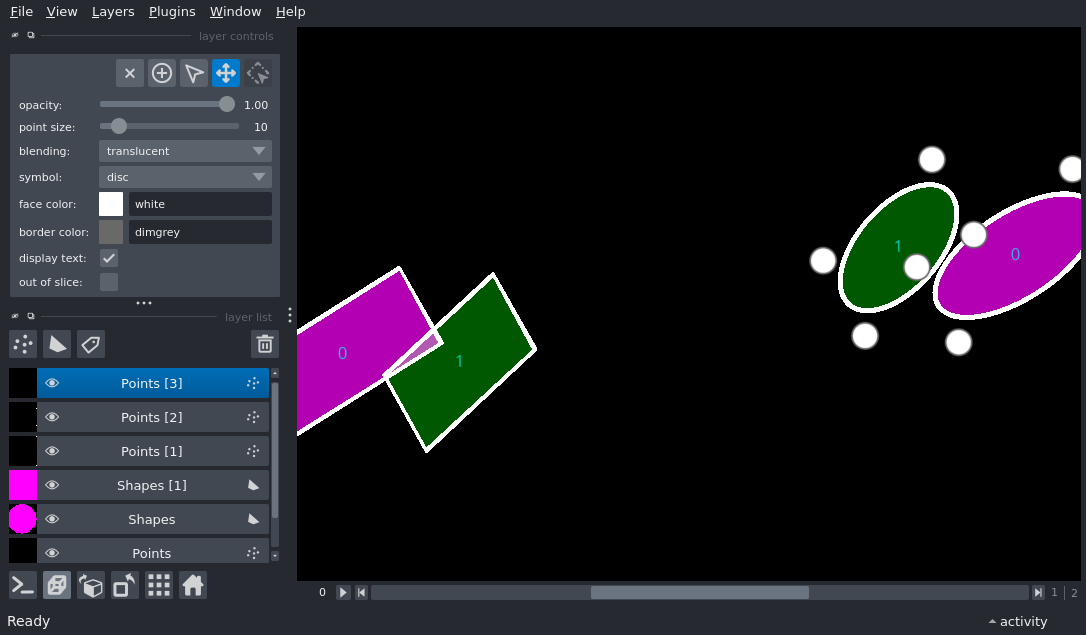 File View Layers Plugins Window Help
layer controls
opacity: 1.00
point size: 10
blending: translucent
symbol: disc
face color: white
border color: dimgrey
display text:
out of slice:
layer list
Points [3]
Points [2]
Points [1]
Shapes [1]
Shapes
Points
0
1
1
0
0 1 2
Ready activity